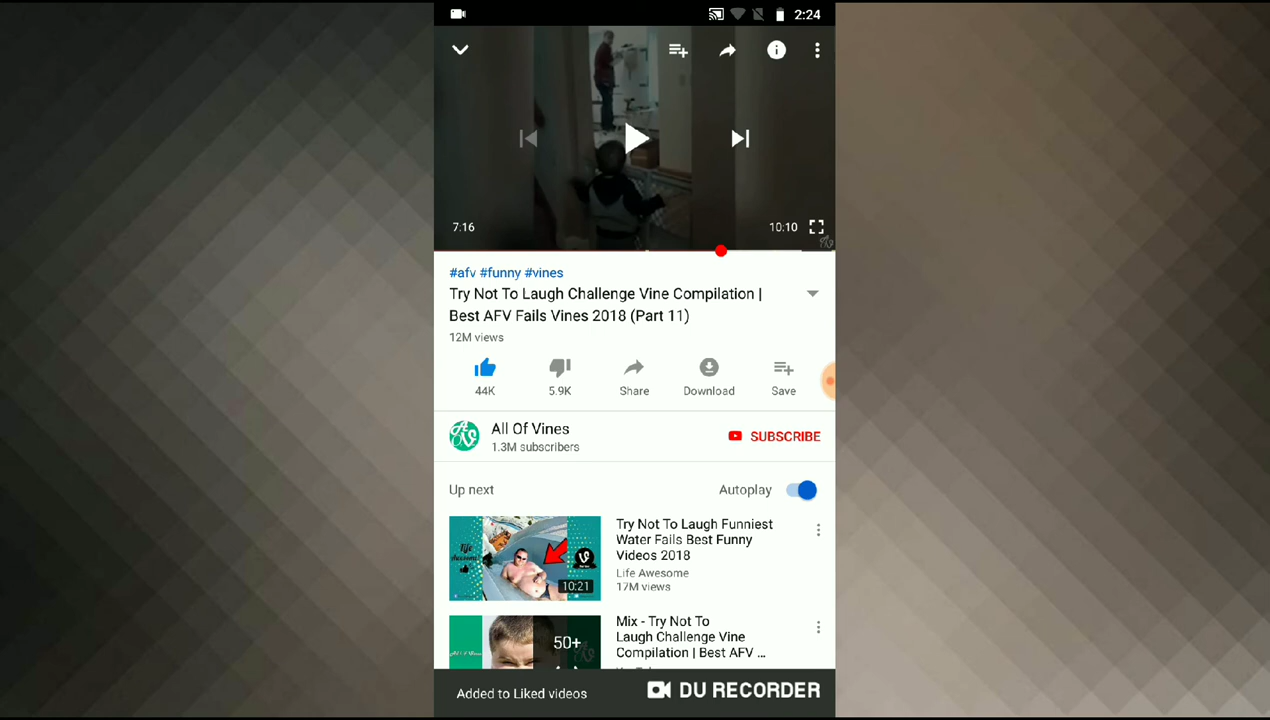 2:24
7:16
10:10
#afv #funny #vines
Try Not To Laugh Challenge Vine Compilation |
Best AFV Fails Vines 2018 (Part 11)
12M views
44K
5.9K
Share
Download
Save
All Of Vines
1.3M subscribers
SUBSCRIBE
Up next
Autoplay
10:21
Try Not To Laugh Funniest
Water Fails Best Funny
Videos 2018
Life Awesome
17M views
50+
Mix - Try Not To
Laugh Challenge Vine
Compilation | Best AFV ...
Added to Liked videos
DU RECORDER